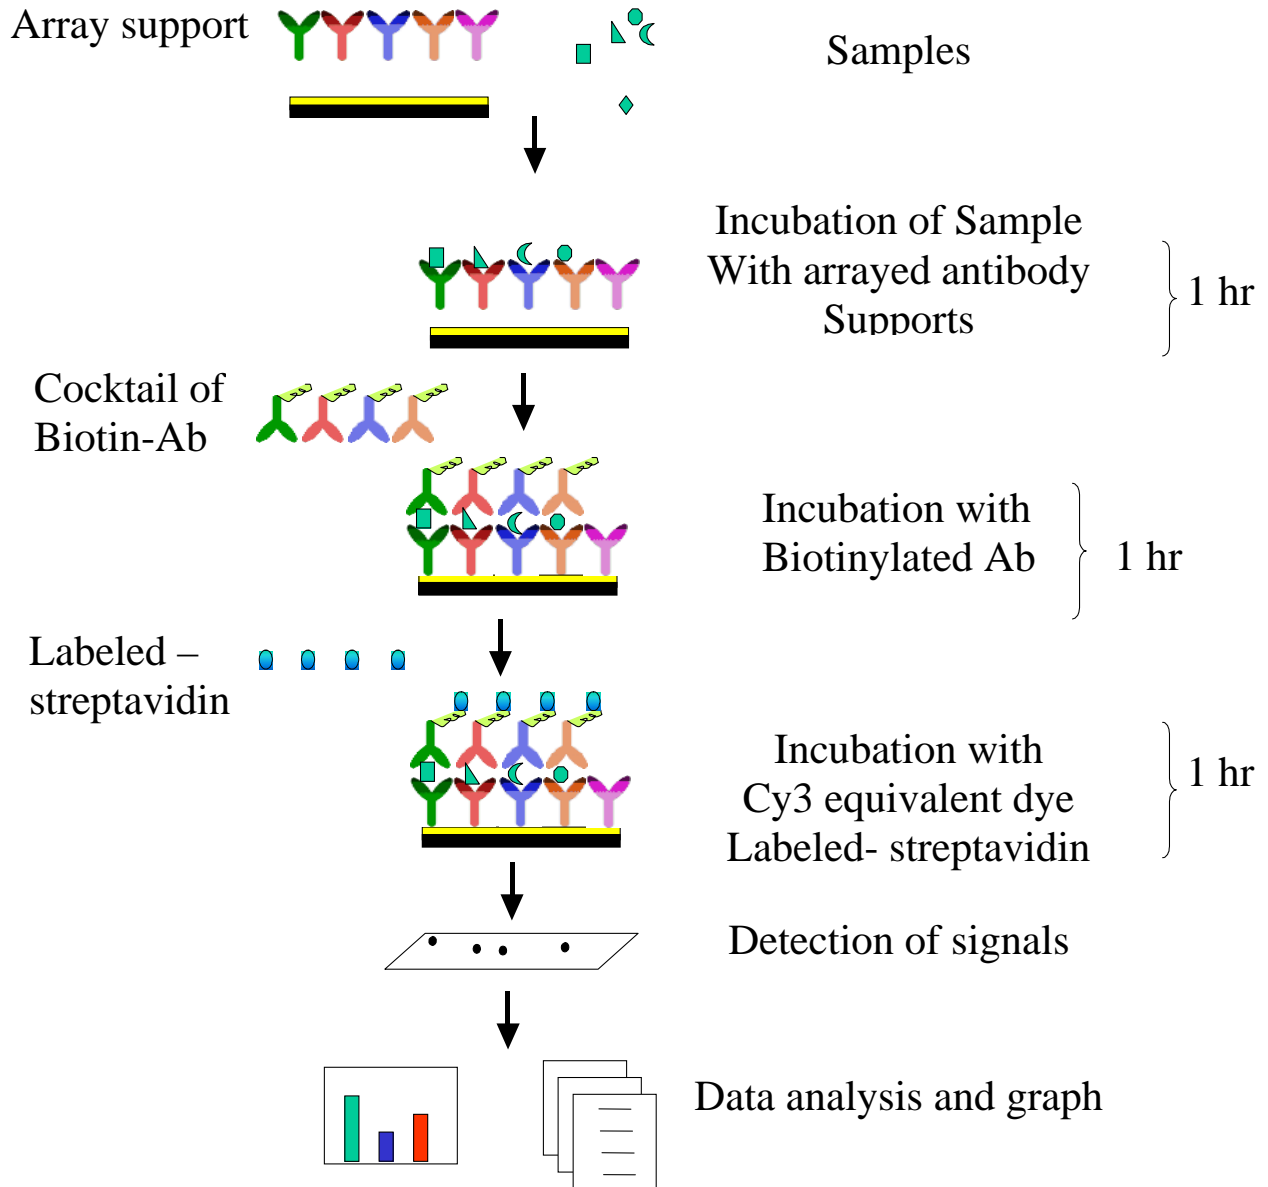 Array support
Samples
Incubation of Sample
With arrayed antibody
Supports
1 hr
Cocktail of
Biotin-Ab
Incubation with
Biotinylated Ab
1 hr
Labeled –
streptavidin
Incubation with
Cy3 equivalent dye
Labeled- streptavidin
1 hr
Detection of signals
Data analysis and graph